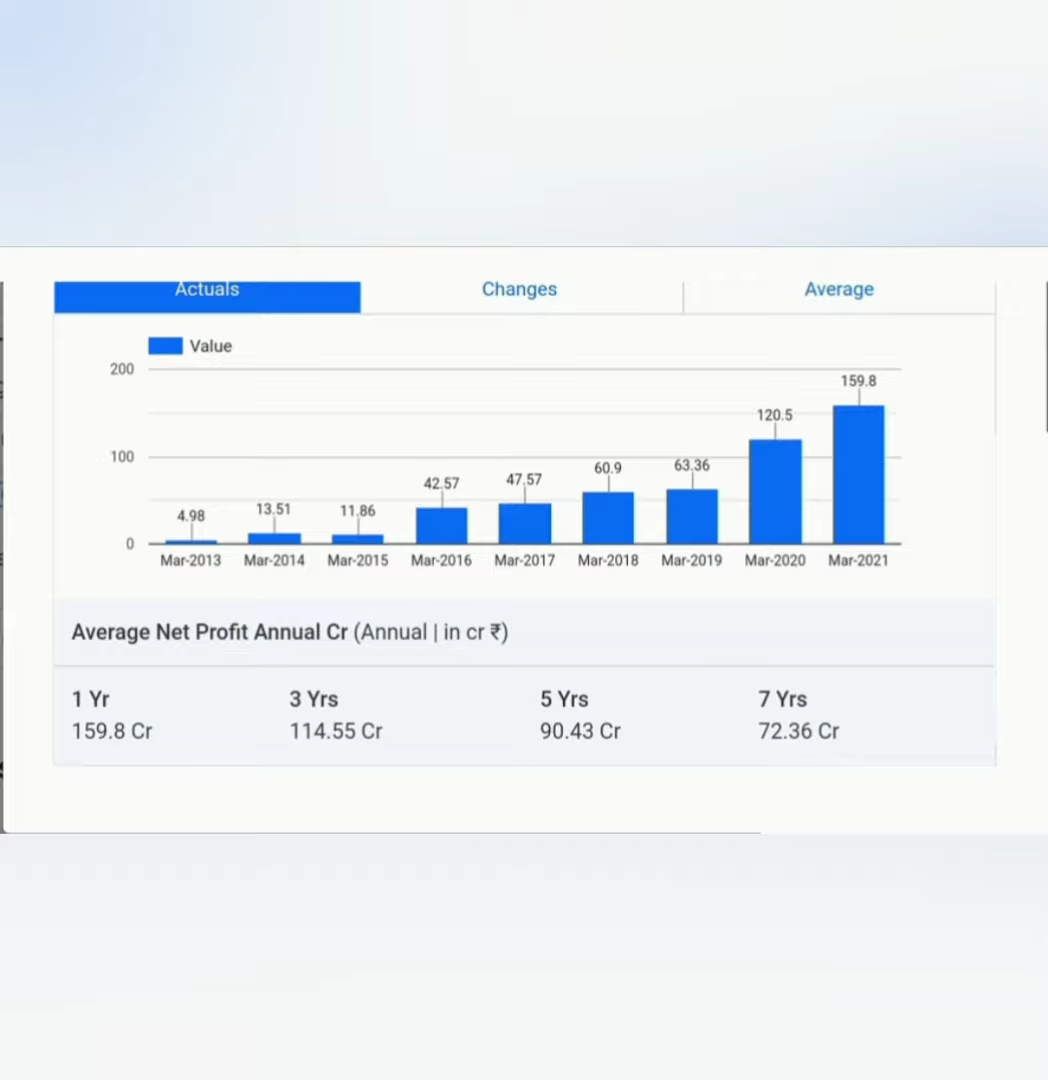 Actuals Changes Average
Value
200
159.8
120.5
100
60.9 63.36
42.57 47.57
4.98 13.51 11.86
0
Mar-2013 Mar-2014 Mar-2015 Mar-2016 Mar-2017 Mar-2018 Mar-2019 Mar-2020 Mar-2021
Average Net Profit Annual Cr (Annual | in cr ₹)
1 Yr 3 Yrs 5 Yrs 7 Yrs
159.8 Cr 114.55 Cr 90.43 Cr 72.36 Cr